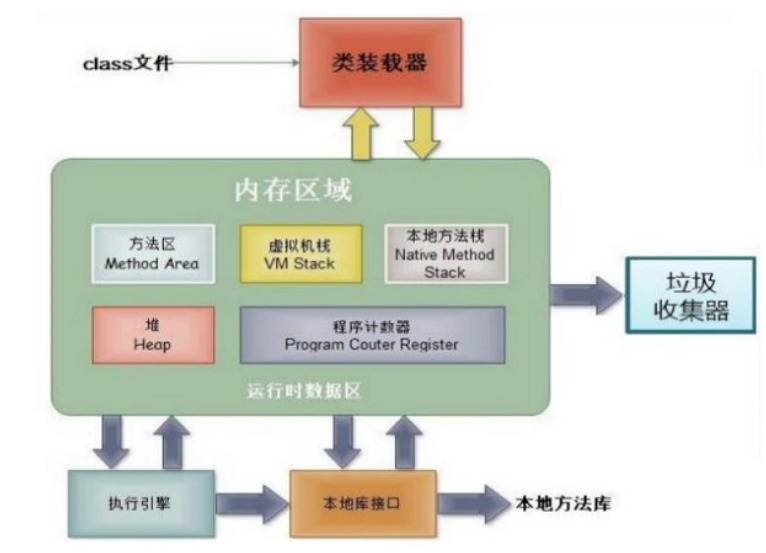 class文件
类装载器
内存区域
方法区
Method Area
虚拟机栈
VM Stack
本地方法栈
Native Method
Stack
垃圾
收集器
堆
Heap
程序计数器
Program Couter Register
运行时数据区
执行引擎
本地库接口
本地方法库